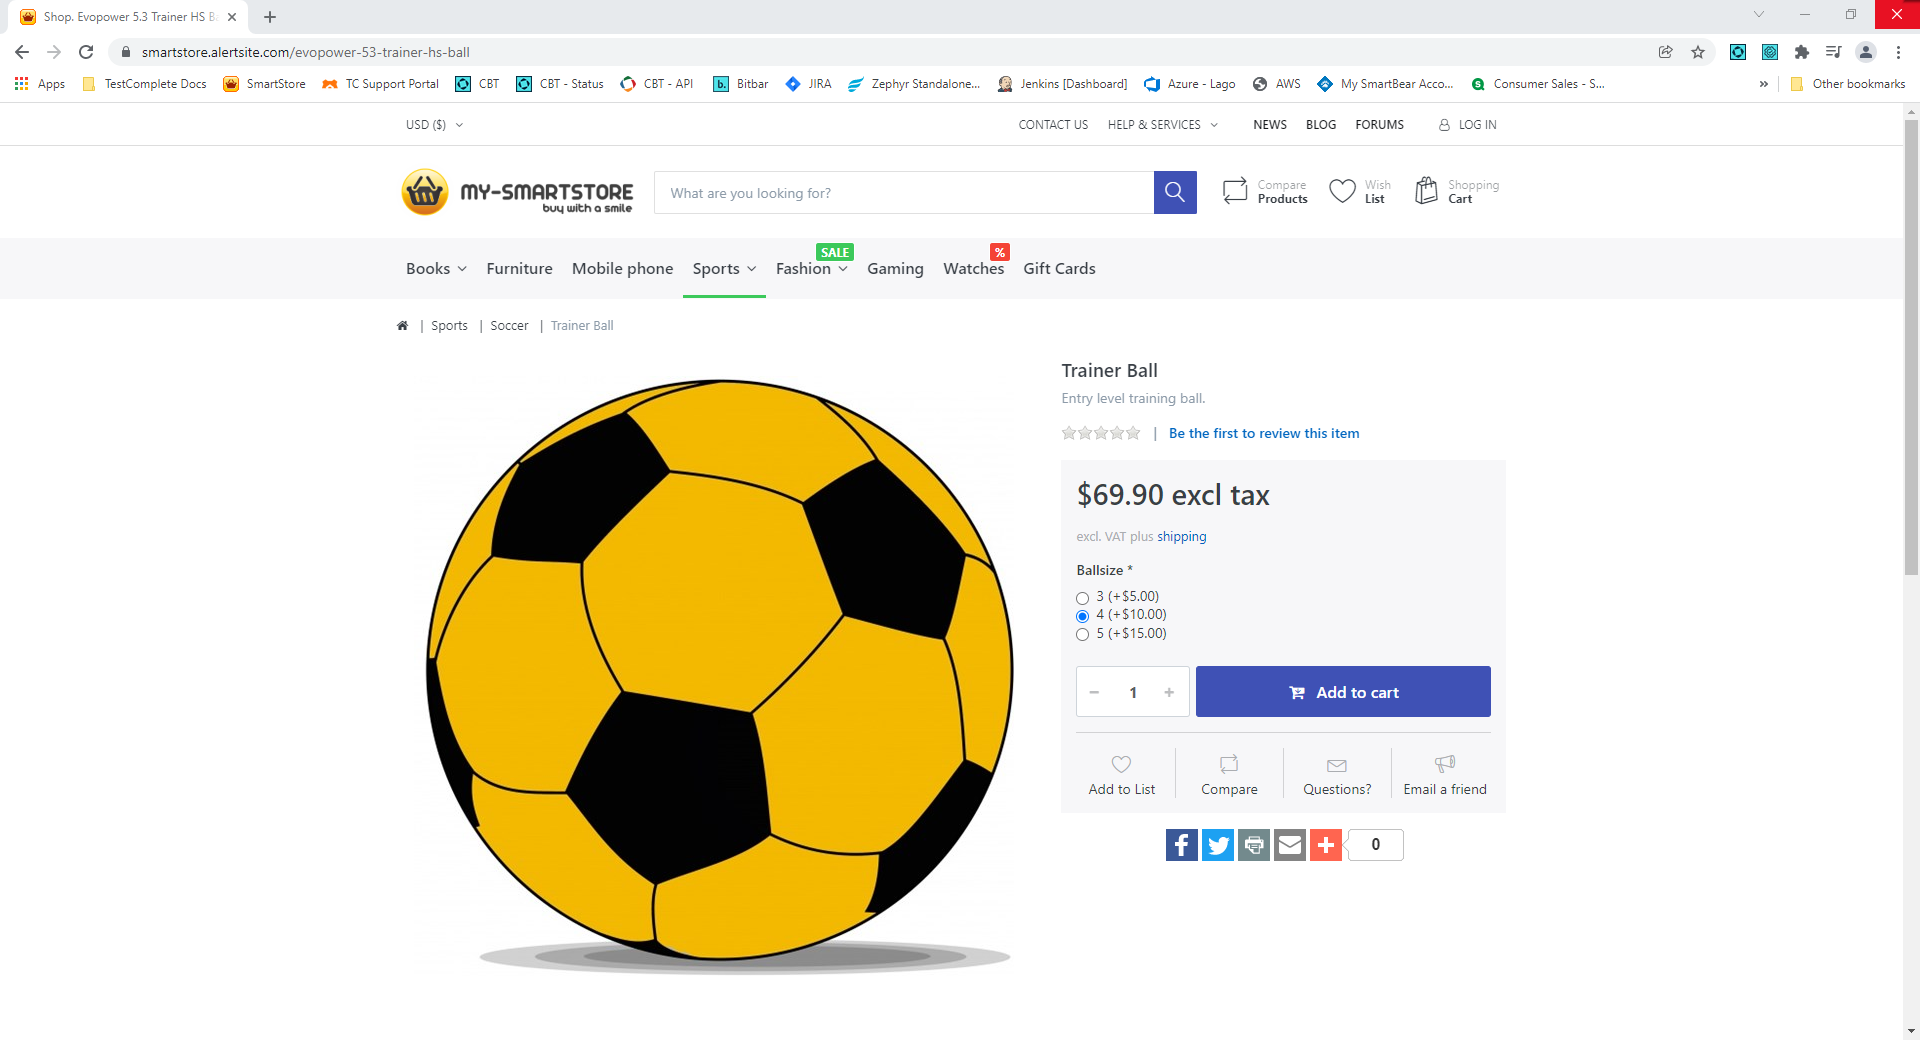 Shop. Evopower 5.3 Trainer HS B
smartstore.alertsite.com/evopower-53-trainer-hs-ball
Apps TestComplete Docs SmartStore TC Support Portal CBT CBT - Status CBT - API b. Bitbar JIRA Zephyr Standalone... Jenkins [Dashboard] Azure - Lago AWS My SmartBear Acco... S Consumer Sales - S... » Other bookmarks
USD ($) CONTACT US HELP & SERVICES NEWS BLOG FORUMS LOG IN
MY-SMARTSTORE
buy with a smile
What are you looking for?
Compare Products
Wish List
Shopping Cart
SALE %
Books Furniture Mobile phone Sports Fashion Gaming Watches Gift Cards
| Sports | Soccer | Trainer Ball
Trainer Ball
Entry level training ball.
| Be the first to review this item
$69.90 excl tax
excl. VAT plus shipping
Ballsize *
3 (+$5.00)
4 (+$10.00)
5 (+$15.00)
− 1 + Add to cart
Add to List Compare Questions? Email a friend
f + 0